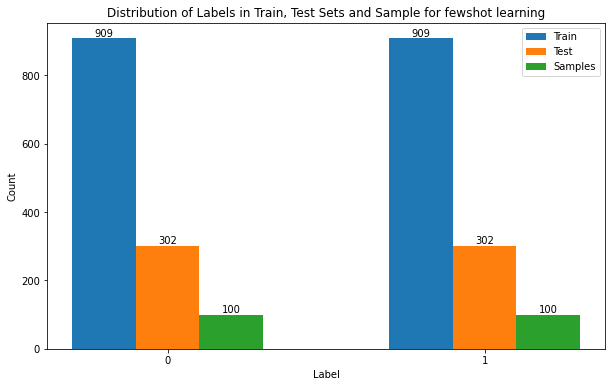 Distribution of Labels in Train, Test Sets and Sample for fewshot learning
Train
Test
Samples
909
302
100
909
302
100
Count
800
600
400
200
0
0
1
Label